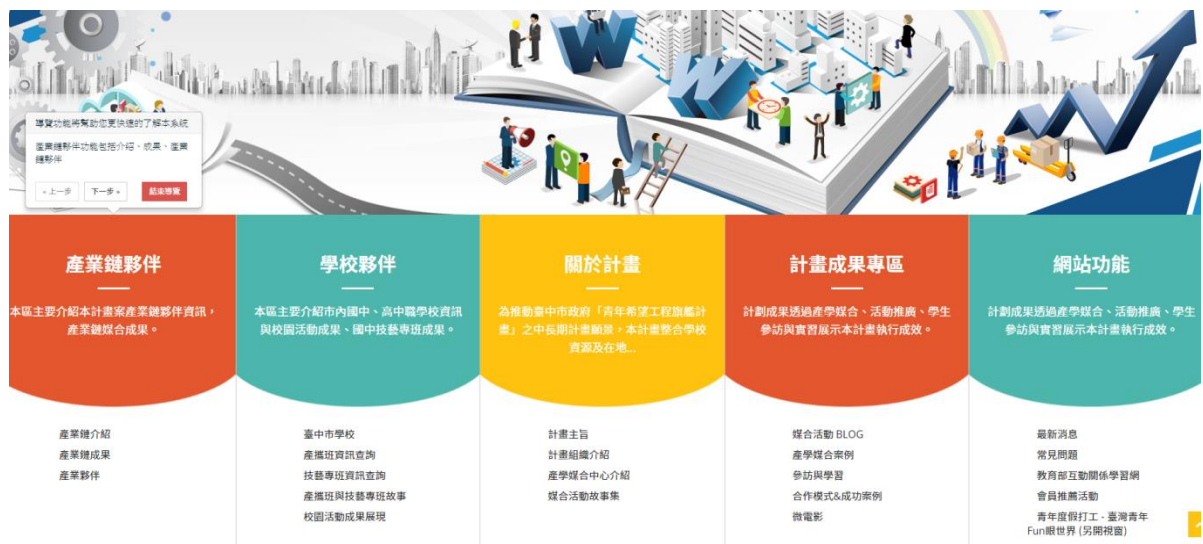 W
W
導覽功能將幫助您更快速的了解本系統
產業鏈夥伴功能包括介紹、成果、產業
鏈夥伴
« 上一步
下一步 »
結束導覽
產業鏈夥伴
本區主要介紹本計畫案產業鏈夥伴資訊，
產業鏈媒合成果。
產業鏈介紹
產業鏈成果
產業夥伴
學校夥伴
本區主要介紹市內國中、高中職學校資訊
與校園活動成果、國中技藝專班成果。
臺中市學校
產攜班資訊查詢
技藝專班資訊查詢
產攜班與技藝專班故事
校園活動成果展現
關於計畫
為推動臺中市政府「青年希望工程旗艦計
畫」之中長期計畫願景，本計畫整合學校
資源及在地...
計畫主旨
計畫組織介紹
產學媒合中心介紹
媒合活動故事集
計畫成果專區
計劃成果透過產學媒合、活動推廣、學生
參訪與實習展示本計畫執行成效。
媒合活動 BLOG
產學媒合案例
參訪與學習
合作模式&成功案例
微電影
網站功能
計劃成果透過產學媒合、活動推廣、學生
參訪與實習展示本計畫執行成效。
最新消息
常見問題
教育部互動關係學習網
會員推薦活動
青年度假打工 - 臺灣青年
Fun眼世界 (另開視窗)